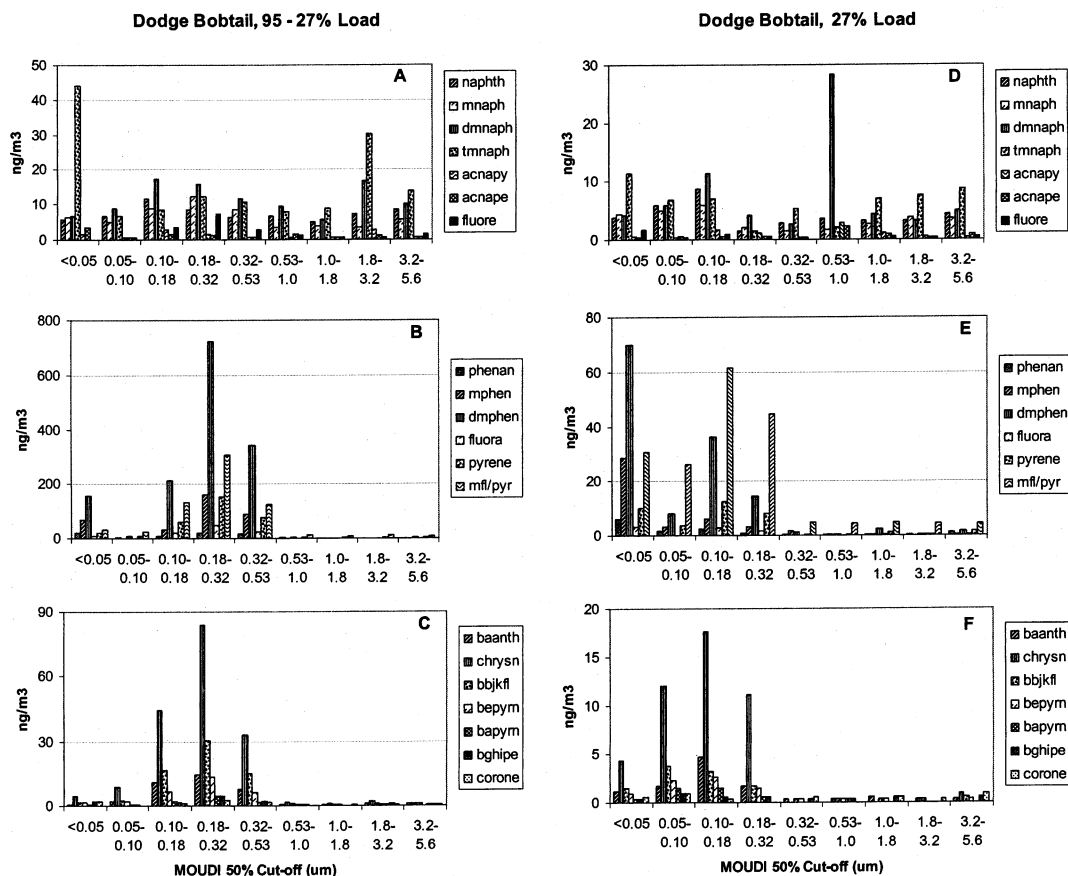 Dodge Bobtail, 95 - 27% Load
A
50
40
30
20
10
0
ng/m3
<0.05
0.05-
0.10
0.10-
0.18
0.18-
0.32
0.32-
0.53
0.53-
1.0
1.0-
1.8
1.8-
3.2
3.2-
5.6
naphth
mnaph
dmnaph
tmnaph
acnapy
acnape
fluore
B
800
600
400
200
0
ng/m3
<0.05
0.05-
0.10
0.10-
0.18
0.18-
0.32
0.32-
0.53
0.53-
1.0
1.0-
1.8
1.8-
3.2
3.2-
5.6
phenan
mphen
dmphen
fluora
pyrene
mfl/pyr
C
90
60
30
0
ng/m3
<0.05
0.05-
0.10
0.10-
0.18
0.18-
0.32
0.32-
0.53
0.53-
1.0
1.0-
1.8
1.8-
3.2
3.2-
5.6
MOUDI 50% Cut-off (um)
baanth
chrysn
bbjkfl
bepyrn
bapyrn
bghipe
corone
Dodge Bobtail, 27% Load
D
30
20
10
0
ng/m3
<0.05
0.05-
0.10
0.10-
0.18
0.18-
0.32
0.32-
0.53
0.53-
1.0
1.0-
1.8
1.8-
3.2
3.2-
5.6
naphth
mnaph
dmnaph
tmnaph
acnapy
acnape
fluore
E
80
60
40
20
0
ng/m3
<0.05
0.05-
0.10
0.10-
0.18
0.18-
0.32
0.32-
0.53
0.53-
1.0
1.0-
1.8
1.8-
3.2
3.2-
5.6
phenan
mphen
dmphen
fluora
pyrene
mfl/pyr
F
20
15
10
5
0
ng/m3
<0.05
0.05-
0.10
0.10-
0.18
0.18-
0.32
0.32-
0.53
0.53-
1.0
1.0-
1.8
1.8-
3.2
3.2-
5.6
MOUDI 50% Cut-off (um)
baanth
chrysn
bbjkfl
bepyrn
bapyrn
bghipe
corone